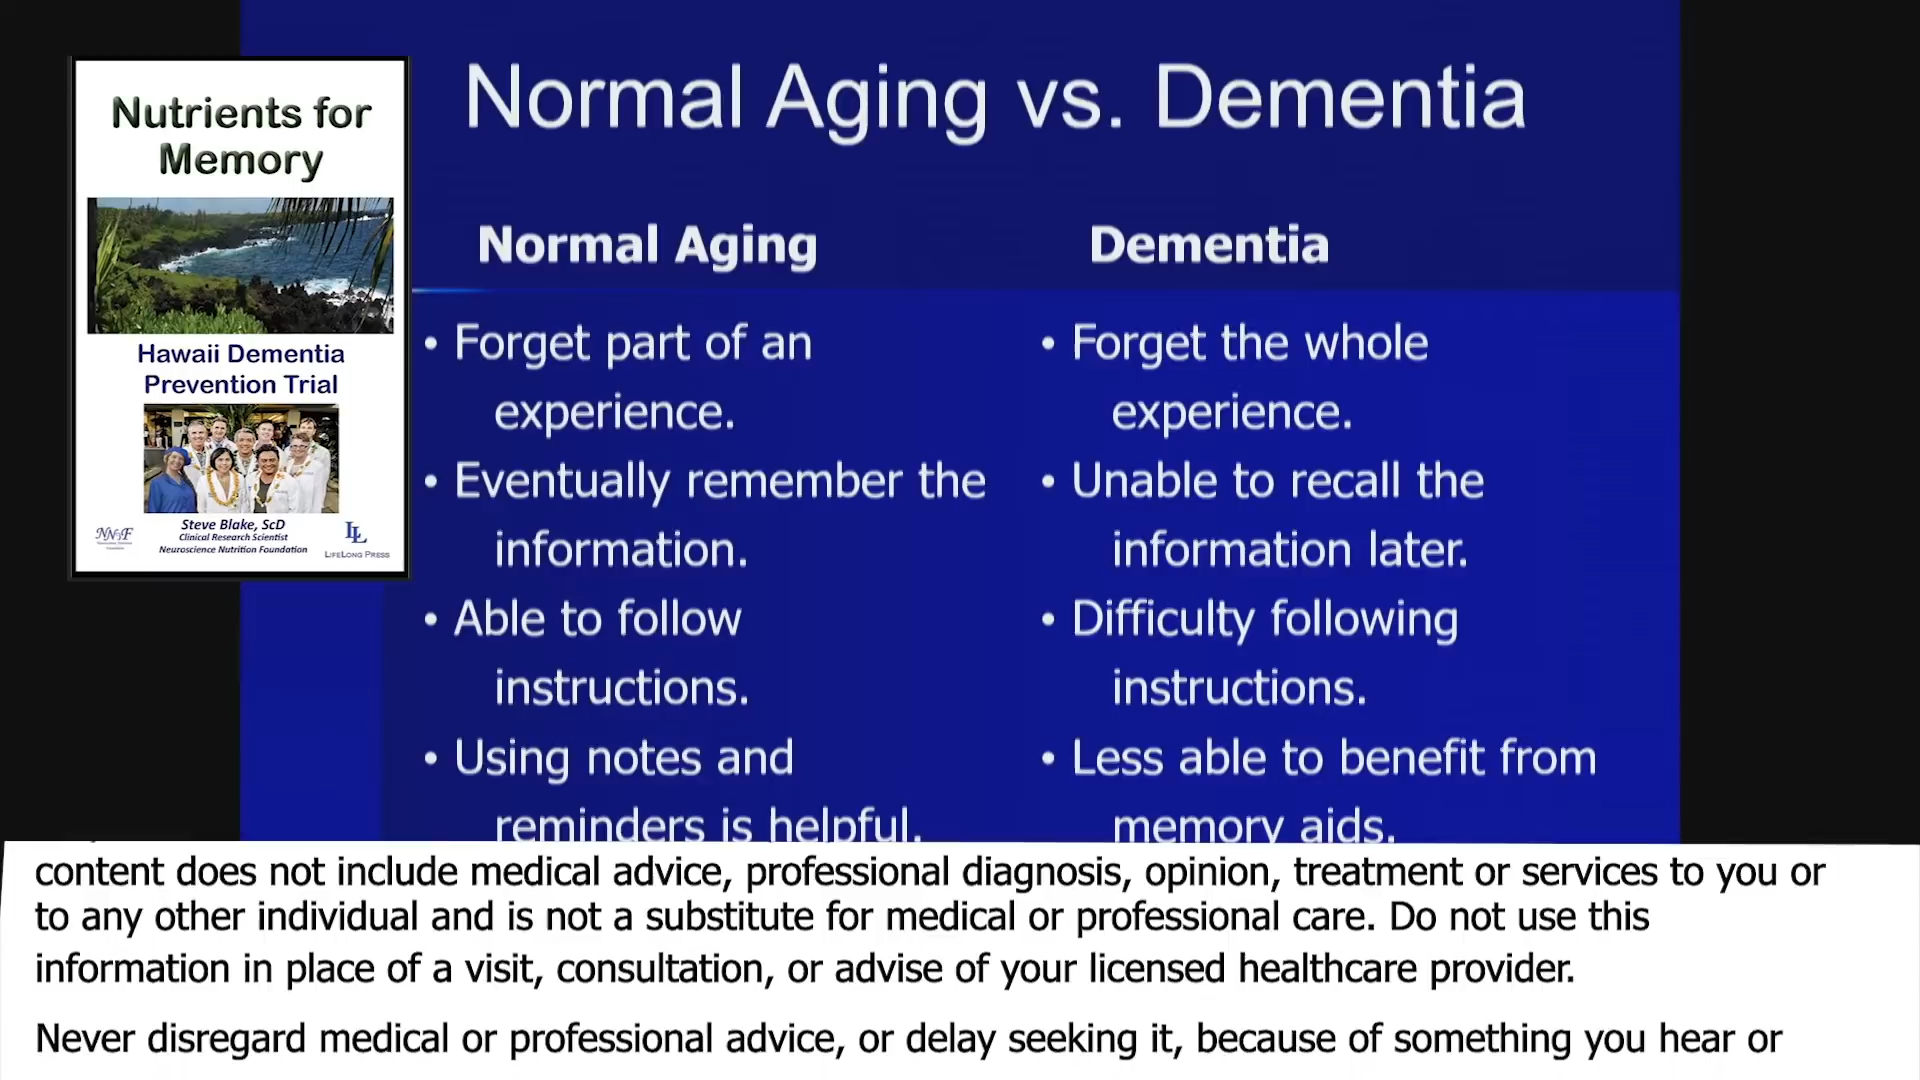 Nutrients for
Memory
Hawaii Dementia
Prevention Trial
Steve Blake, ScD
Clinical Research Scientist
Neuroscience Nutrition Foundation
NNF
LL
LifeLong Press
Normal Aging vs. Dementia
Normal Aging
• Forget part of an
experience.
• Eventually remember the
information.
• Able to follow
instructions.
• Using notes and
reminders is helpful.
Dementia
• Forget the whole
experience.
• Unable to recall the
information later.
• Difficulty following
instructions.
• Less able to benefit from
memory aids.
content does not include medical advice, professional diagnosis, opinion, treatment or services to you or
to any other individual and is not a substitute for medical or professional care. Do not use this
information in place of a visit, consultation, or advise of your licensed healthcare provider.
Never disregard medical or professional advice, or delay seeking it, because of something you hear or